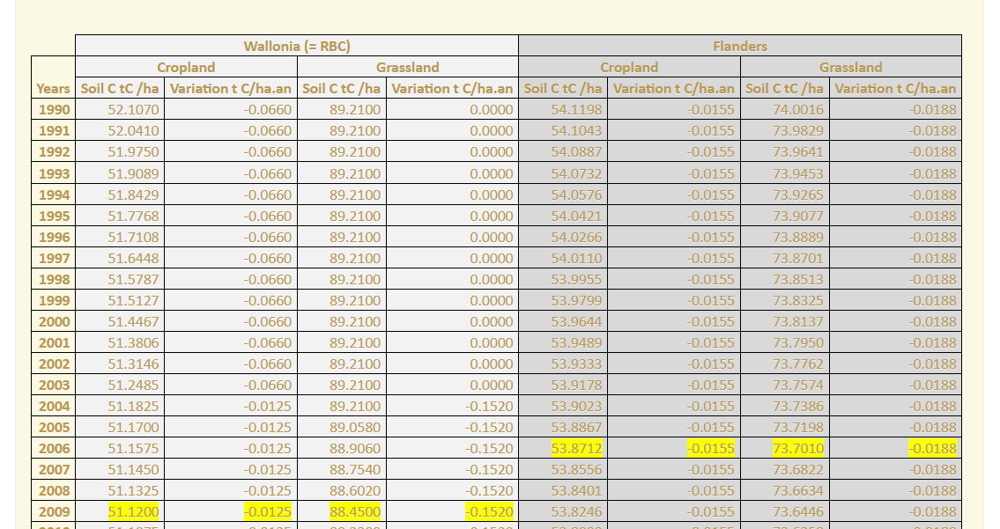 Wallonia (= RBC) Flanders
Cropland Grassland Cropland Grassland
Years Soil C tC /ha Variation t C/ha.an Soil C tC /ha Variation t C/ha.an Soil C tC /ha Variation t C/ha.an Soil C tC /ha Variation t C/ha.an
1990 52.1070 -0.0660 89.2100 0.0000 54.1198 -0.0155 74.0016 -0.0188
1991 52.0410 -0.0660 89.2100 0.0000 54.1043 -0.0155 73.9829 -0.0188
1992 51.9750 -0.0660 89.2100 0.0000 54.0887 -0.0155 73.9641 -0.0188
1993 51.9089 -0.0660 89.2100 0.0000 54.0732 -0.0155 73.9453 -0.0188
1994 51.8429 -0.0660 89.2100 0.0000 54.0576 -0.0155 73.9265 -0.0188
1995 51.7768 -0.0660 89.2100 0.0000 54.0421 -0.0155 73.9077 -0.0188
1996 51.7108 -0.0660 89.2100 0.0000 54.0266 -0.0155 73.8889 -0.0188
1997 51.6448 -0.0660 89.2100 0.0000 54.0110 -0.0155 73.8701 -0.0188
1998 51.5787 -0.0660 89.2100 0.0000 53.9955 -0.0155 73.8513 -0.0188
1999 51.5127 -0.0660 89.2100 0.0000 53.9799 -0.0155 73.8325 -0.0188
2000 51.4467 -0.0660 89.2100 0.0000 53.9644 -0.0155 73.8137 -0.0188
2001 51.3806 -0.0660 89.2100 0.0000 53.9489 -0.0155 73.7950 -0.0188
2002 51.3146 -0.0660 89.2100 0.0000 53.9333 -0.0155 73.7762 -0.0188
2003 51.2485 -0.0660 89.2100 0.0000 53.9178 -0.0155 73.7574 -0.0188
2004 51.1825 -0.0125 89.2100 -0.1520 53.9023 -0.0155 73.7386 -0.0188
2005 51.1700 -0.0125 89.0580 -0.1520 53.8867 -0.0155 73.7198 -0.0188
2006 51.1575 -0.0125 88.9060 -0.1520 53.8712 -0.0155 73.7010 -0.0188
2007 51.1450 -0.0125 88.7540 -0.1520 53.8556 -0.0155 73.6822 -0.0188
2008 51.1325 -0.0125 88.6020 -0.1520 53.8401 -0.0155 73.6634 -0.0188
2009 51.1200 -0.0125 88.4500 -0.1520 53.8246 -0.0155 73.6446 -0.0188